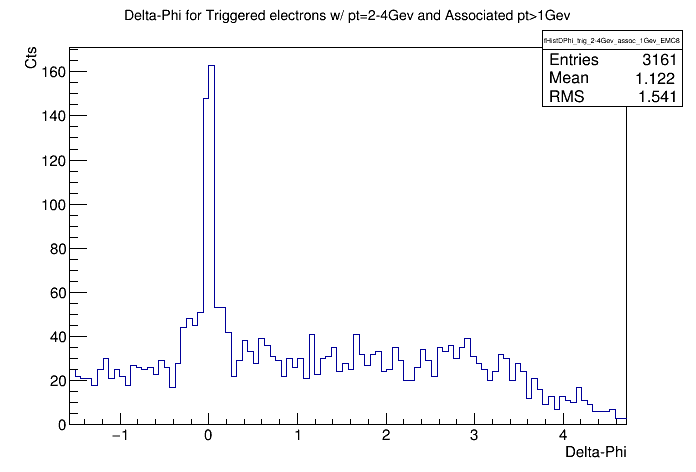 Delta-Phi for Triggered electrons w/ pt=2-4Gev and Associated pt>1Gev
fHistDPhi_trig_2-4Gev_assoc_1Gev_EMC8
Entries 3161
Mean 1.122
RMS 1.541
Cts
160
140
120
100
80
60
40
20
0
−1 0 1 2 3 4
Delta-Phi